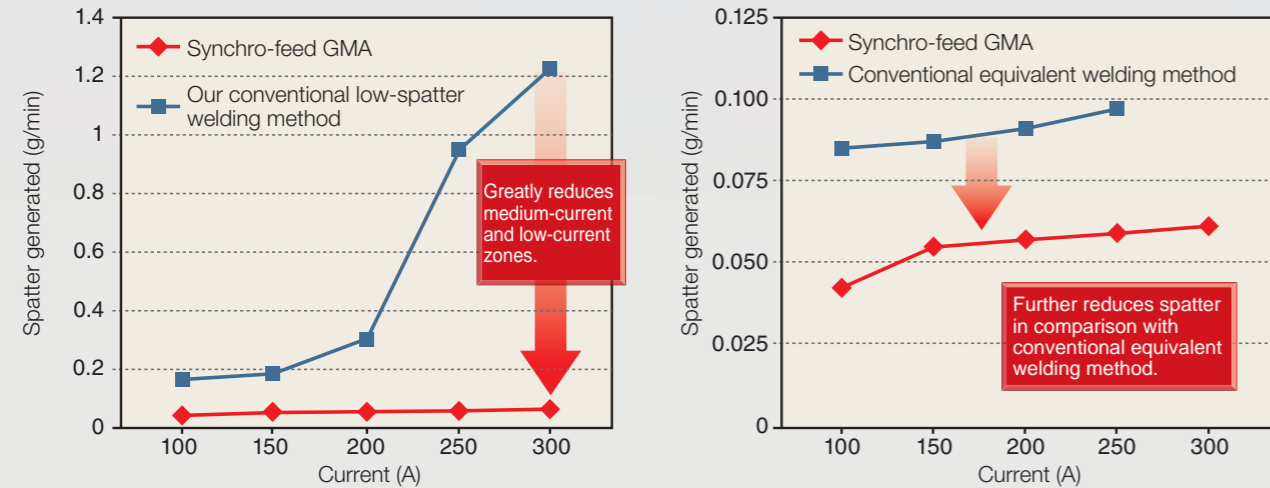 1.4
1.2
1
0.8
0.6
0.4
0.2
0
Spatter generated (g/min)
Synchro-feed GMA
Our conventional low-spatter
welding method
Greatly reduces
medium-current
and low-current
zones.
100 150 200 250 300
Current (A)
0.125
0.100
0.075
0.050
0.025
0
Spatter generated (g/min)
Synchro-feed GMA
Conventional equivalent welding method
Further reduces spatter
in comparison with
conventional equivalent
welding method.
100 150 200 250 300
Current (A)